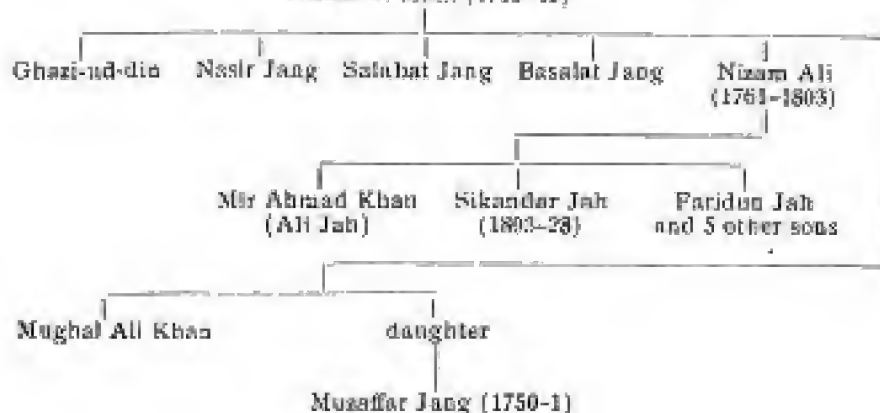 Ghazi-ud-din Nasir Jang Salabat Jang Basalat Jang Nizam Ali
(1761-1803)
Mir Ahmad Khan Sikandar Jah Faridun Jah
(Ali Jah) (1803-28) and 5 other sons
Mughal Ali Khan daughter
Muzaffar Jang (1750-1)